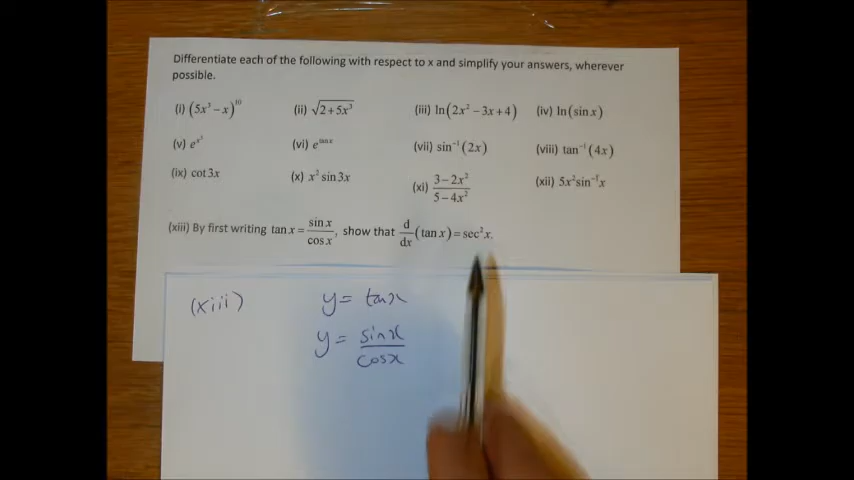 Differentiate each of the following with respect to x and simplify your answers, wherever
possible.
(i) (5x³ − x)¹⁰ (ii) √(2+5x³) (iii) ln(2x² − 3x + 4) (iv) ln(sin x)
(v) e^(x³) (vi) e^(tan x) (vii) sin⁻¹(2x) (viii) tan⁻¹(4x)
(ix) cot 3x (x) x² sin 3x (xi) (3 − 2x²)/(5 − 4x²) (xii) 5x² sin⁻¹ x
(xiii) By first writing tan x = sin x/cos x, show that d/dx (tan x) = sec² x.
(xiii) y = tan x
y = sin x/cos x